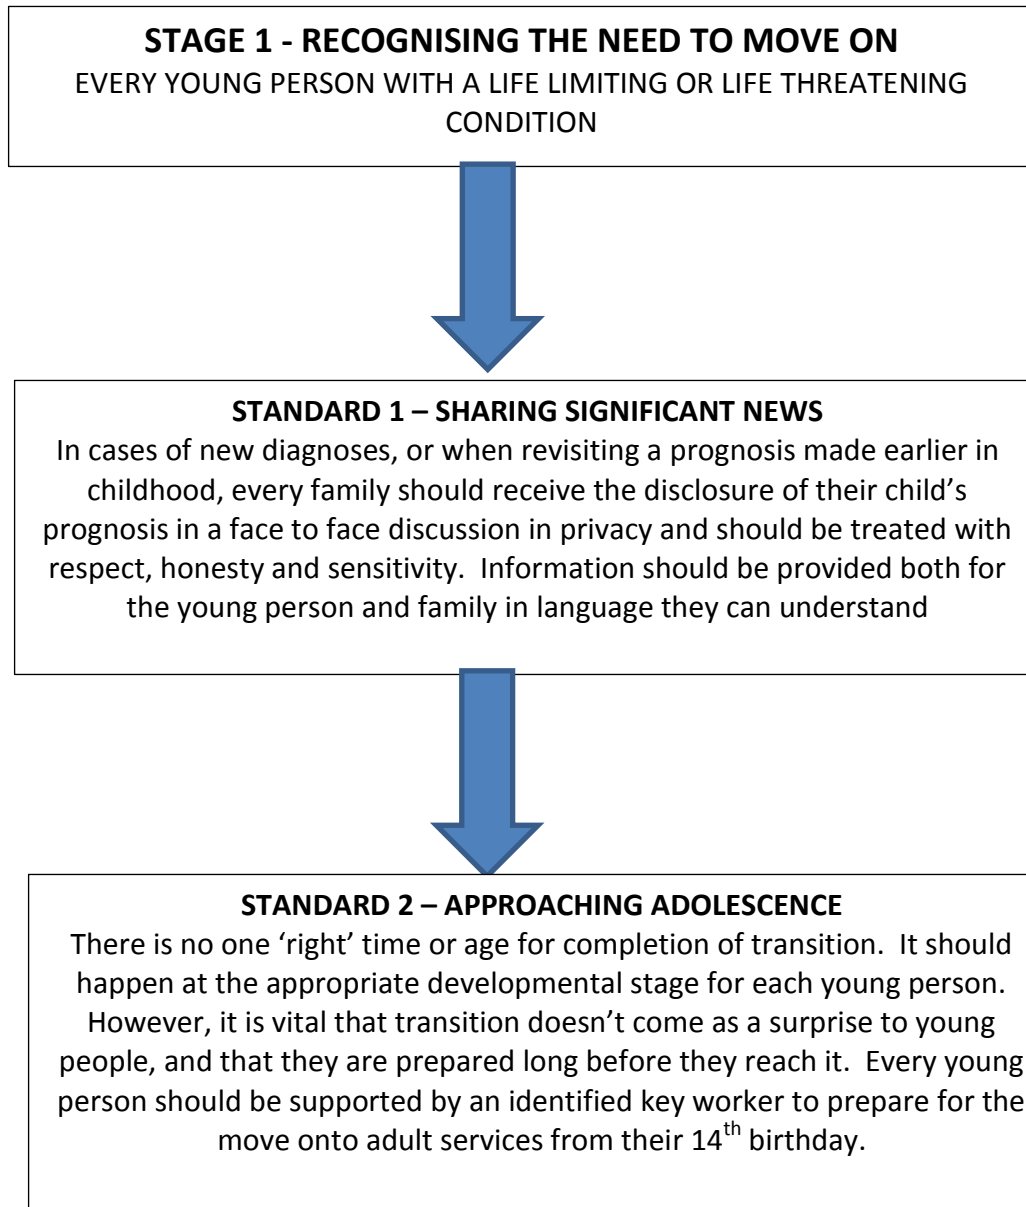 STAGE 1 - RECOGNISING THE NEED TO MOVE ON
EVERY YOUNG PERSON WITH A LIFE LIMITING OR LIFE THREATENING
CONDITION
STANDARD 1 – SHARING SIGNIFICANT NEWS
In cases of new diagnoses, or when revisiting a prognosis made earlier in
childhood, every family should receive the disclosure of their child’s
prognosis in a face to face discussion in privacy and should be treated with
respect, honesty and sensitivity.  Information should be provided both for
the young person and family in language they can understand
STANDARD 2 – APPROACHING ADOLESCENCE
There is no one ‘right’ time or age for completion of transition.  It should
happen at the appropriate developmental stage for each young person.
However, it is vital that transition doesn’t come as a surprise to young
people, and that they are prepared long before they reach it.  Every young
person should be supported by an identified key worker to prepare for the
move onto adult services from their 14th birthday.